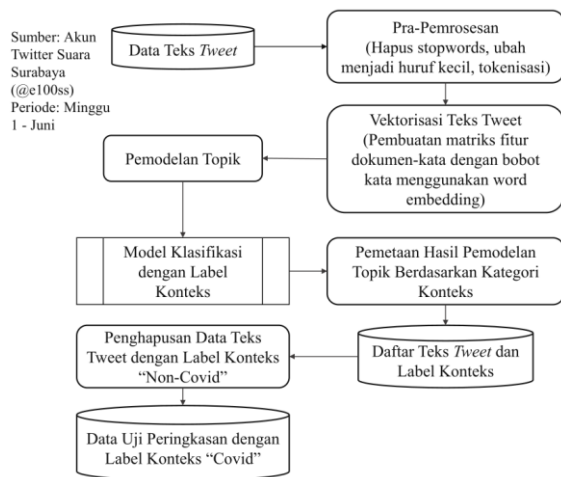 Sumber: Akun
Twitter Suara
Surabaya
(@e100ss)
Periode: Minggu
1 - Juni
Data Teks Tweet
Pra-Pemrosesan
(Hapus stopwords, ubah
menjadi huruf kecil, tokenisasi)
Vektorisasi Teks Tweet
(Pembuatan matriks fitur
dokumen-kata dengan bobot
kata menggunakan word
embedding)
Pemodelan Topik
Model Klasifikasi
dengan Label
Konteks
Pemetaan Hasil Pemodelan
Topik Berdasarkan Kategori
Konteks
Daftar Teks Tweet dan
Label Konteks
Penghapusan Data Teks
Tweet dengan Label Konteks
“Non-Covid”
Data Uji Peringkasan dengan
Label Konteks “Covid”